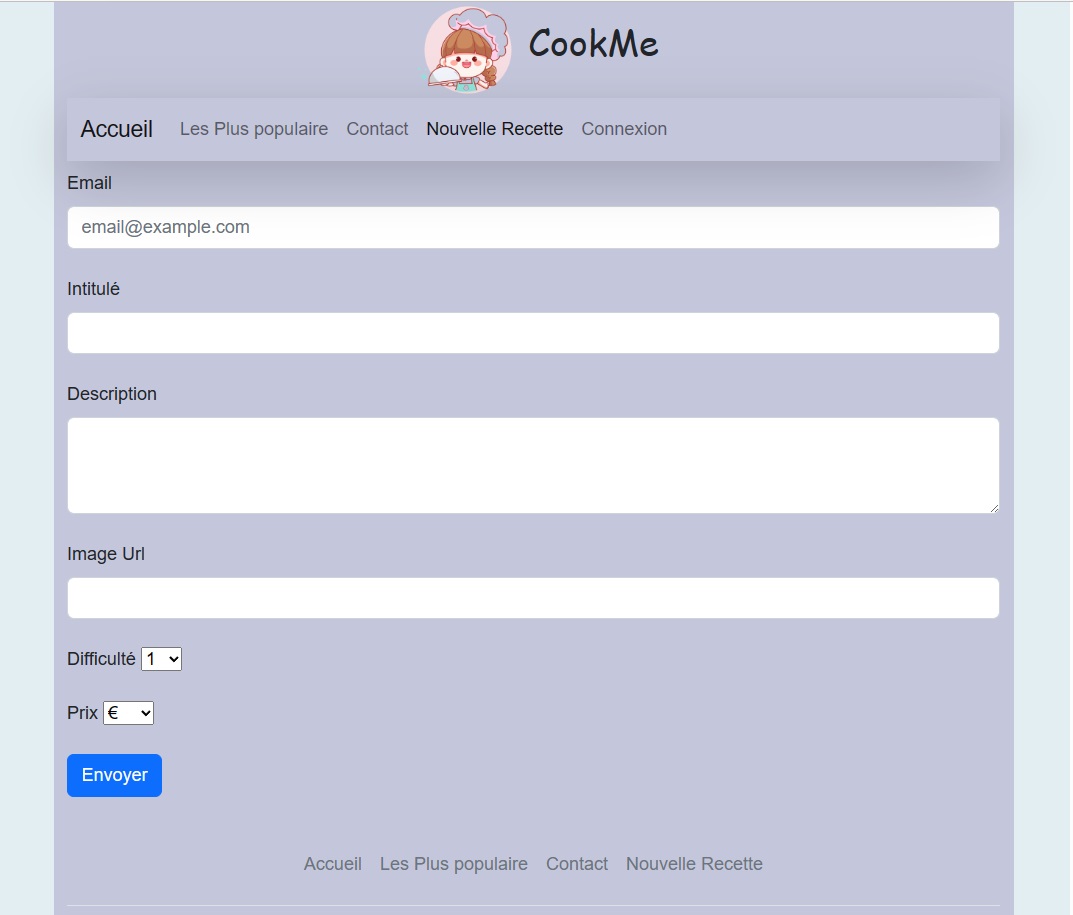 CookMe
Accueil Les Plus populaire Contact Nouvelle Recette Connexion
Email
email@example.com
Intitulé
Description
Image Url
Difficulté 1
Prix €
Envoyer
Accueil Les Plus populaire Contact Nouvelle Recette